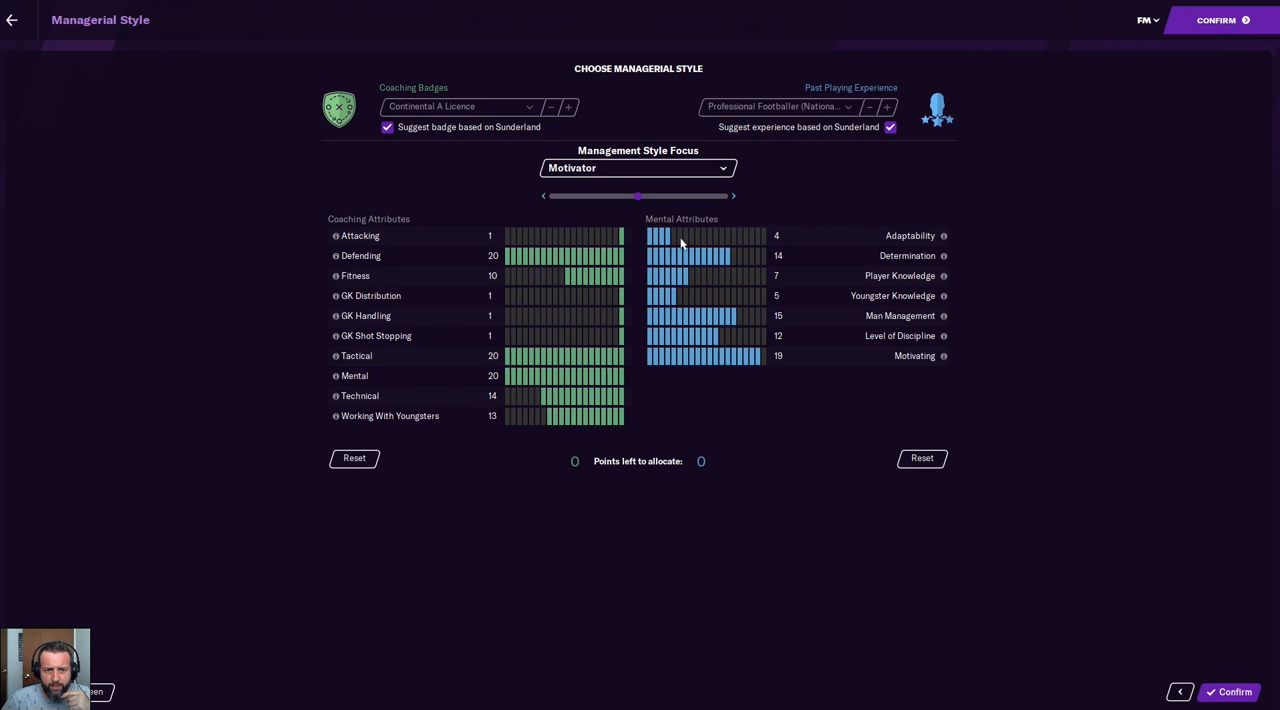 Managerial Style
FM
CONFIRM
CHOOSE MANAGERIAL STYLE
Coaching Badges
Continental A Licence
Suggest badge based on Sunderland
Past Playing Experience
Professional Footballer (Nationa...
Suggest experience based on Sunderland
Management Style Focus
Motivator
Coaching Attributes
Attacking 1
Defending 20
Fitness 10
GK Distribution 1
GK Handling 1
GK Shot Stopping 1
Tactical 20
Mental 20
Technical 14
Working With Youngsters 13
Mental Attributes
4 Adaptability
14 Determination
7 Player Knowledge
5 Youngster Knowledge
15 Man Management
12 Level of Discipline
19 Motivating
Reset
0 Points left to allocate: 0
Reset
Confirm